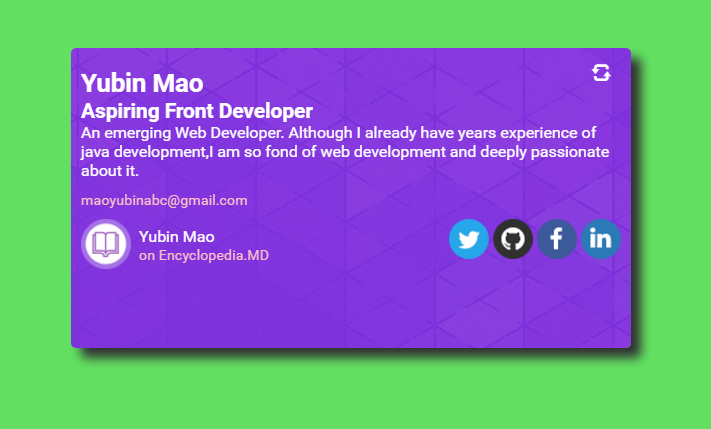 Yubin Mao
Aspiring Front Developer
An emerging Web Developer. Although I already have years experience of
java development,I am so fond of web development and deeply passionate
about it.
maoyubinabc@gmail.com
Yubin Mao
on Encyclopedia.MD
in